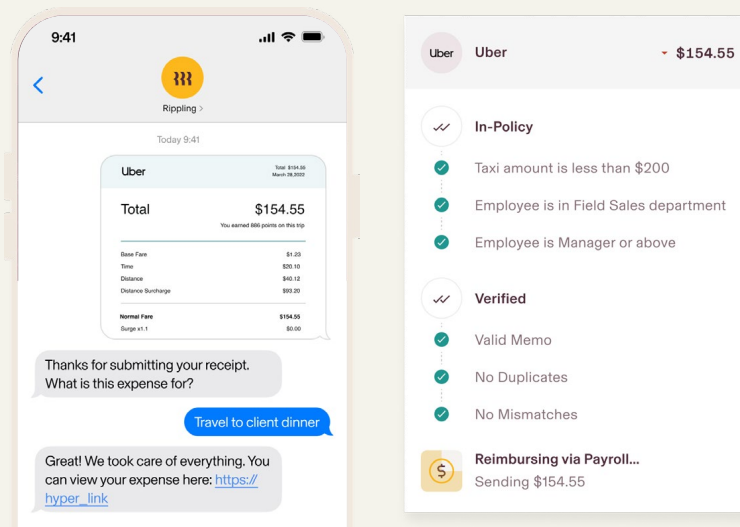 9:41
Rippling >
Today 9:41
Uber
Total $154.55
March 28,2022
Total
$154.55
You earned 886 points on this trip
Base Fare $1.23
Time $20.10
Distance $40.12
Distance Surcharge $93.20
Normal Fare $154.55
Surge x1.1 $0.00
Thanks for submitting your receipt.
What is this expense for?
Travel to client dinner
Great! We took care of everything. You
can view your expense here: https://
hyper_link
Uber
Uber
$154.55
In-Policy
Taxi amount is less than $200
Employee is in Field Sales department
Employee is Manager or above
Verified
Valid Memo
No Duplicates
No Mismatches
Reimbursing via Payroll...
Sending $154.55